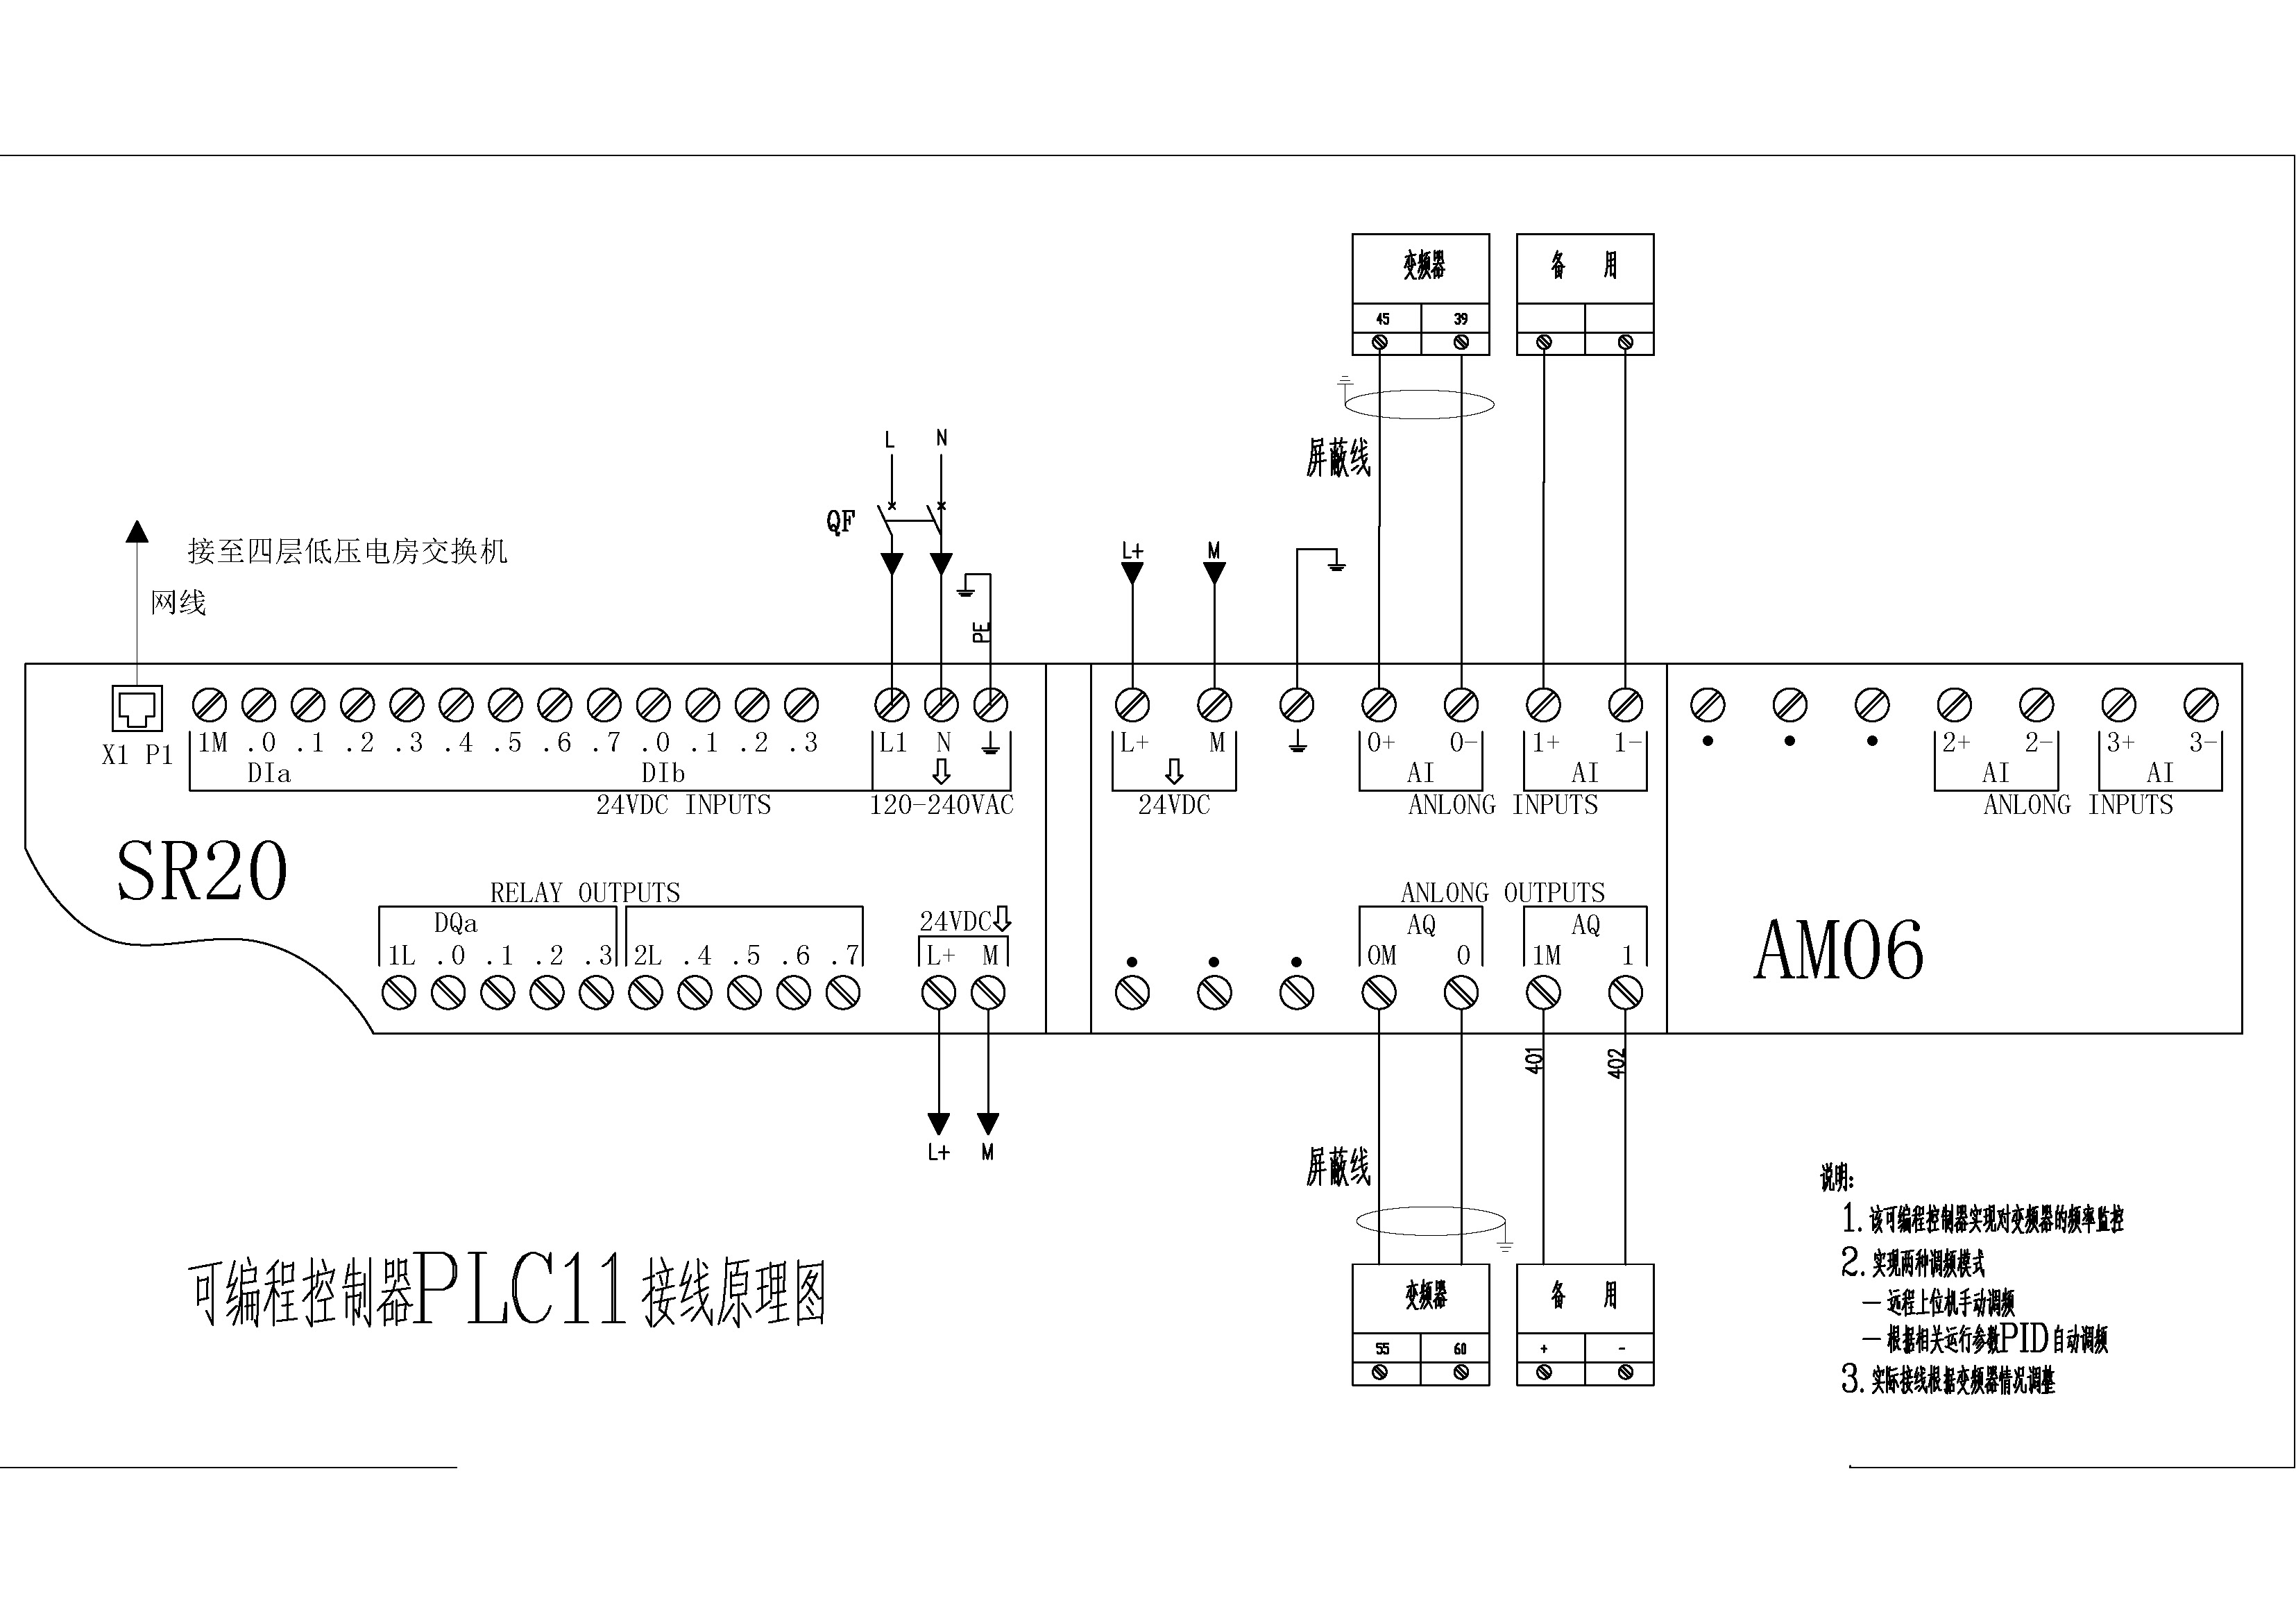 变频器
备 用
45 39
L N
屏蔽线
QF
接至四层低压电房交换机
L+ M
网线
PE
X1 P1
1M .0 .1 .2 .3 .4 .5 .6 .7 .0 .1 .2 .3
L1 N
DIa DIb
24VDC INPUTS
120-240VAC
L+ M
24VDC
0+ 0- 1+ 1-
AI AI
ANLONG INPUTS
2+ 2- 3+ 3-
AI AI
ANLONG INPUTS
SR20
RELAY OUTPUTS
DQa
1L .0 .1 .2 .3 2L .4 .5 .6 .7
24VDC
L+ M
ANLONG OUTPUTS
AQ AQ
0M 0 1M 1
AM06
401 402
L+ M
屏蔽线
变频器
备 用
55 60 + -
可编程控制器PLC11接线原理图
说明:
1.该可编程控制器实现对变频器的频率监控
2.实现两种调频模式
—远程上位机手动调频
—根据相关运行参数PID自动调频
3.实际接线根据变频器情况调整